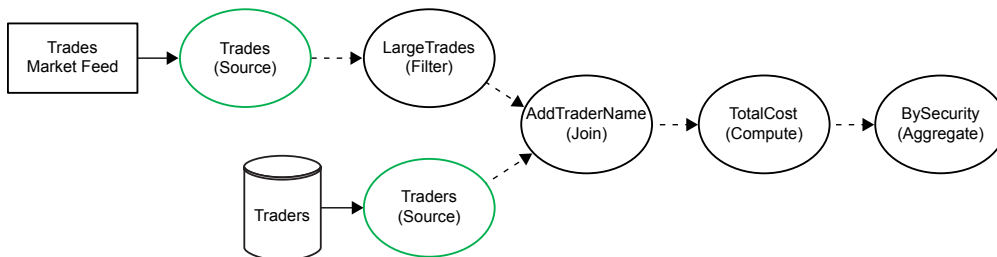 Trades
Market Feed
Trades
(Source)
LargeTrades
(Filter)
AddTraderName
(Join)
TotalCost
(Compute)
BySecurity
(Aggregate)
Traders
Traders
(Source)